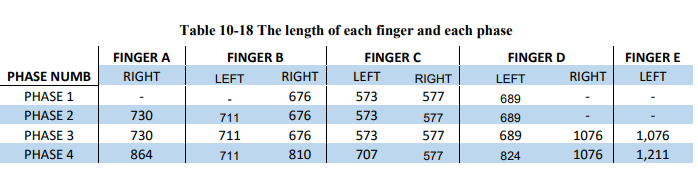 Table 10-18 The length of each finger and each phase
FINGER A FINGER B FINGER C FINGER D FINGER E
PHASE NUMB RIGHT LEFT RIGHT LEFT RIGHT LEFT RIGHT LEFT
PHASE 1 - - 676 573 577 689 - -
PHASE 2 730 711 676 573 577 689 - -
PHASE 3 730 711 676 573 577 689 1076 1,076
PHASE 4 864 711 810 707 577 824 1076 1,211